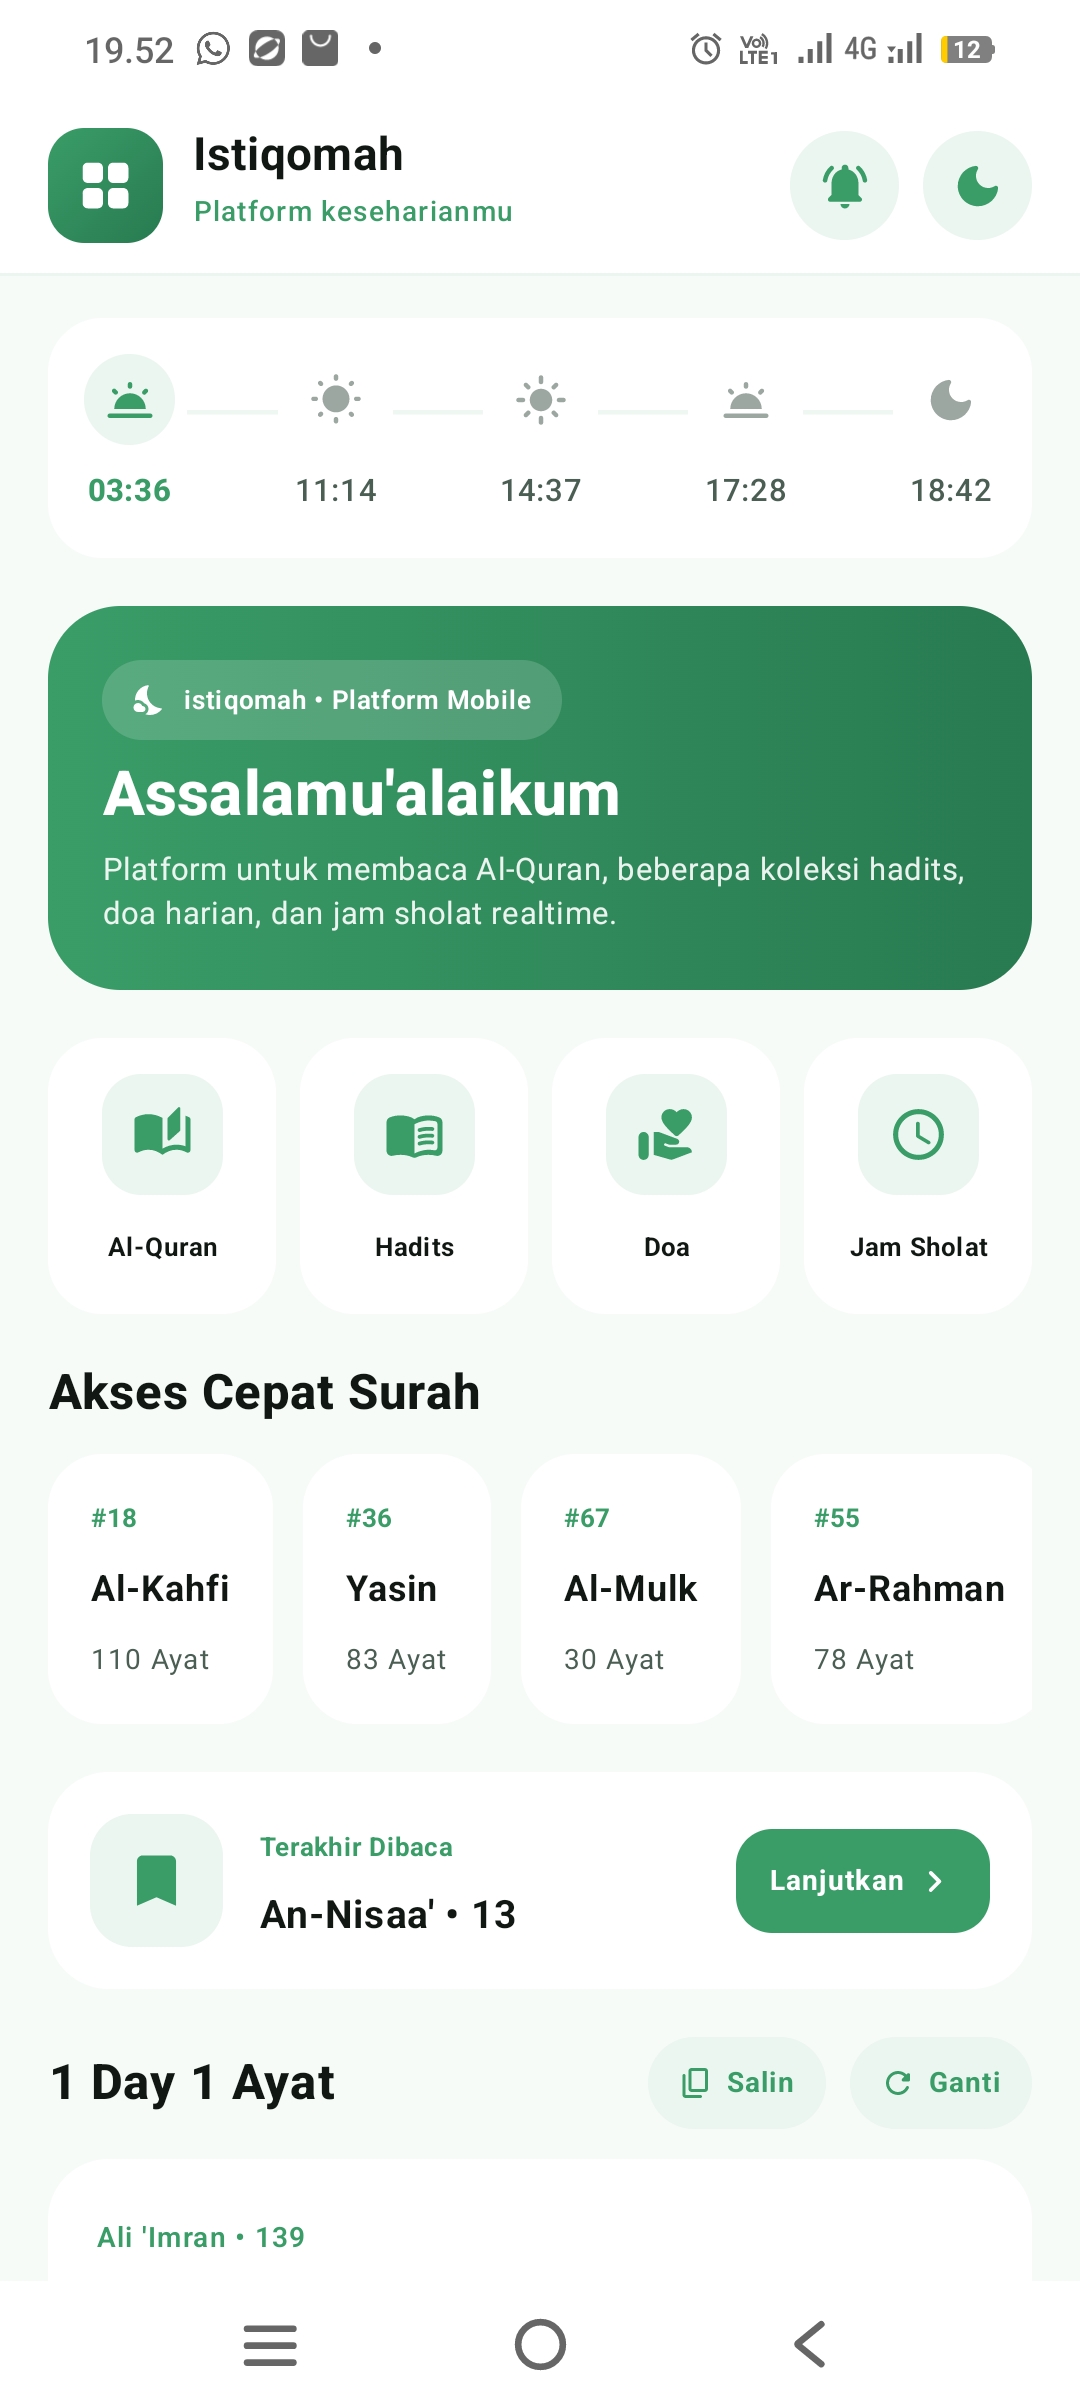 19.52
Vo))
LTE1
4G
12
Istiqomah
Platform keseharianmu
03:36
11:14
14:37
17:28
18:42
istiqomah • Platform Mobile
Assalamu'alaikum
Platform untuk membaca Al-Quran, beberapa koleksi hadits,
doa harian, dan jam sholat realtime.
Al-Quran
Hadits
Doa
Jam Sholat
Akses Cepat Surah
#18
Al-Kahfi
110 Ayat
#36
Yasin
83 Ayat
#67
Al-Mulk
30 Ayat
#55
Ar-Rahman
78 Ayat
Terakhir Dibaca
An-Nisaa' • 13
Lanjutkan
1 Day 1 Ayat
Salin
Ganti
Ali 'Imran • 139